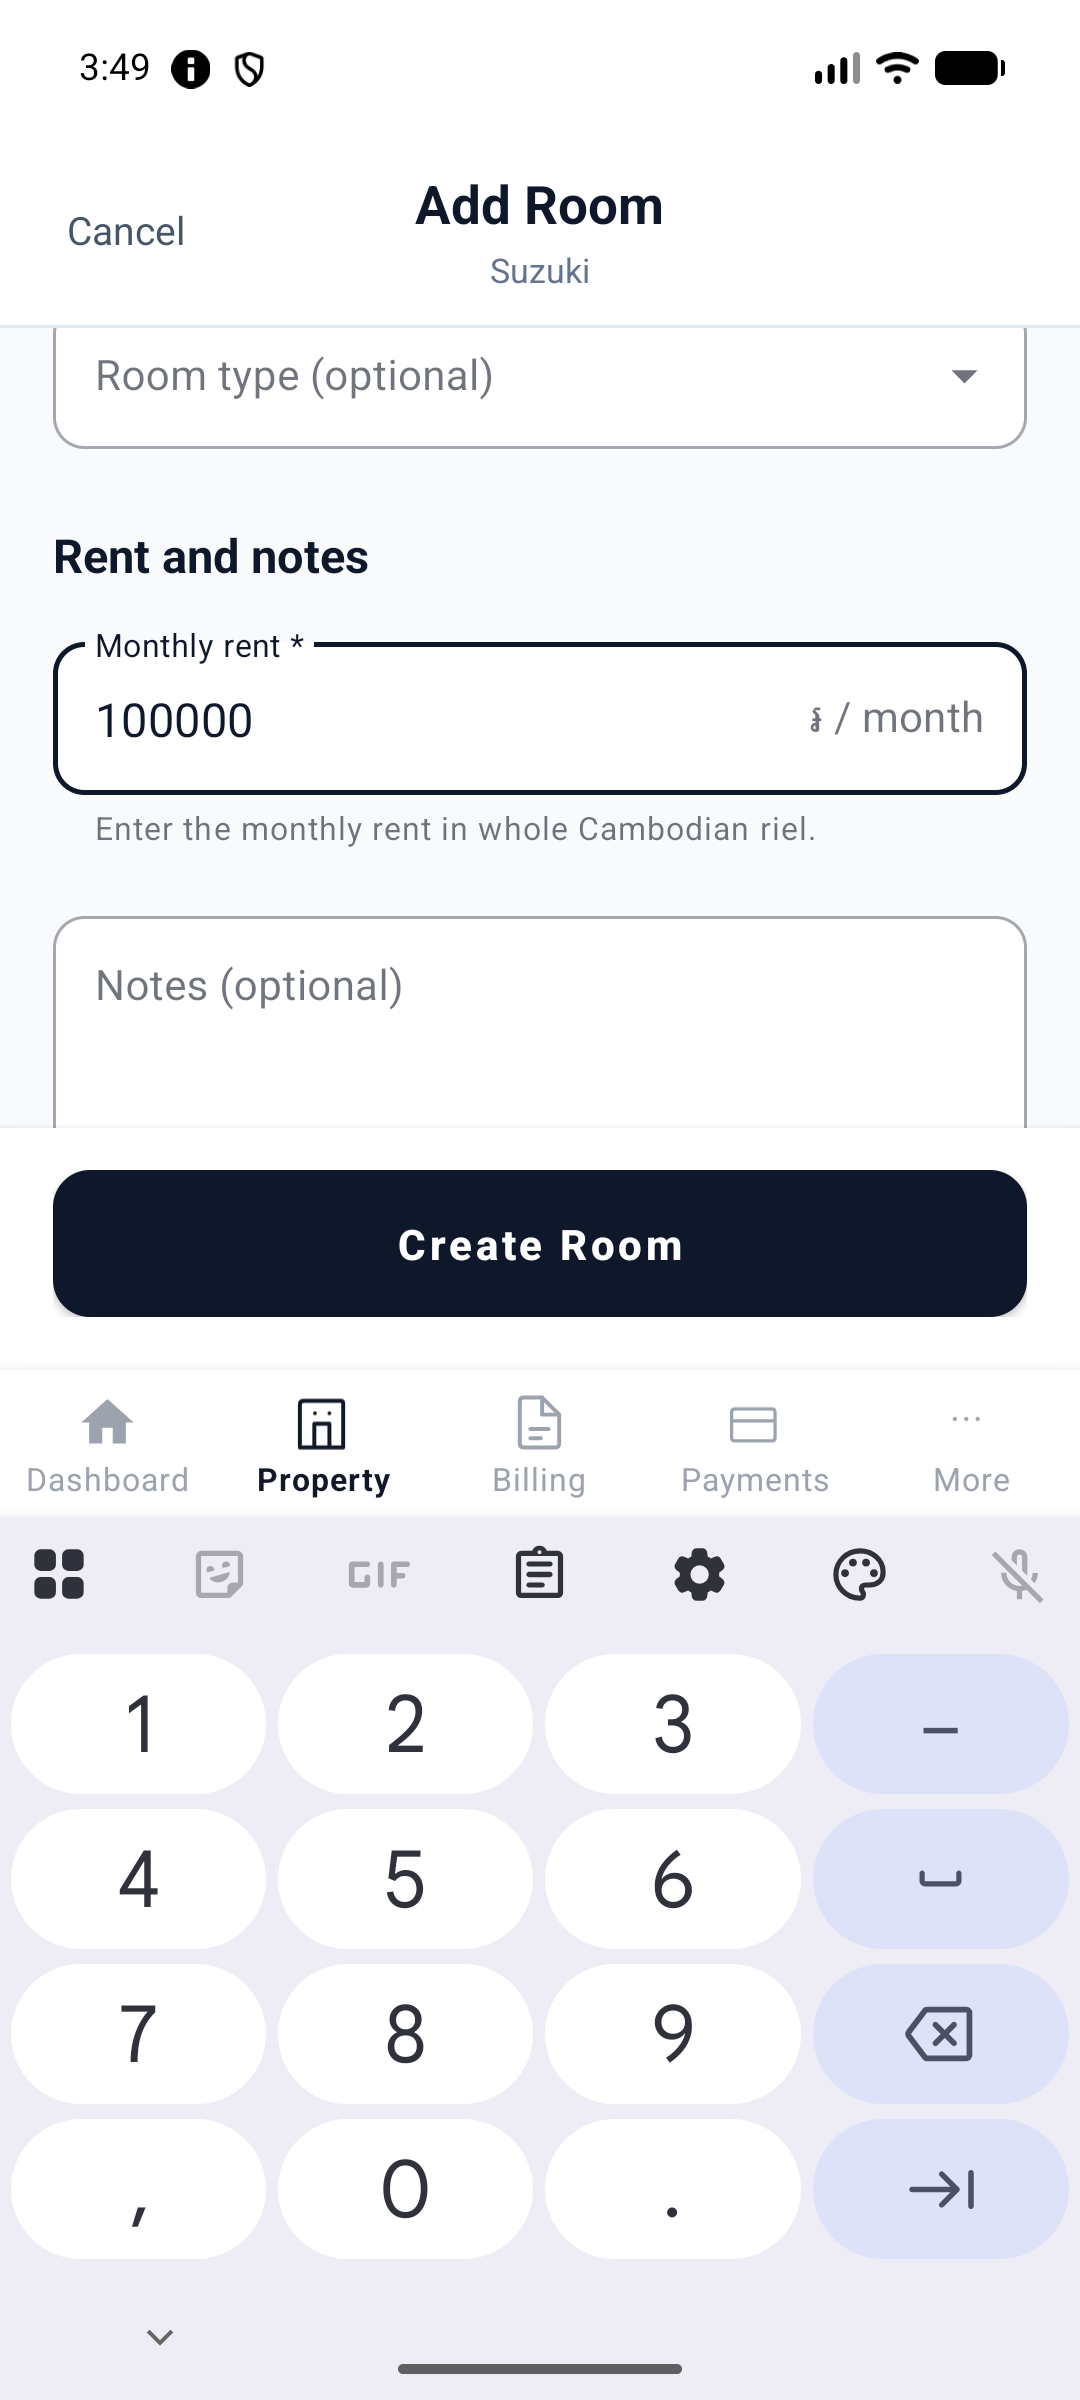 3:49
Cancel
Add Room
Suzuki
Room type (optional)
Rent and notes
Monthly rent *
100000
៛ / month
Enter the monthly rent in whole Cambodian riel.
Notes (optional)
Create Room
Dashboard
Property
Billing
Payments
More
GIF
1 2 3 –
4 5 6
7 8 9
, 0 .